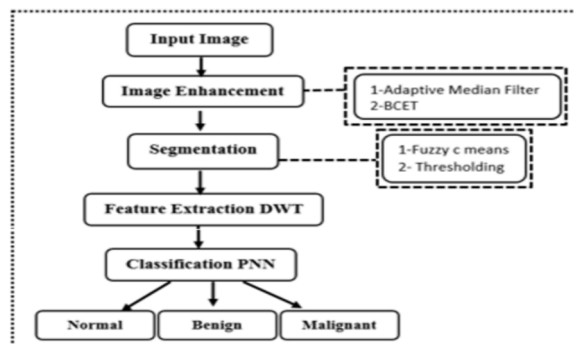 Input Image
Image Enhancement
1-Adaptive Median Filter
2-BCET
Segmentation
1-Fuzzy c means
2- Thresholding
Feature Extraction DWT
Classification PNN
Normal
Benign
Malignant